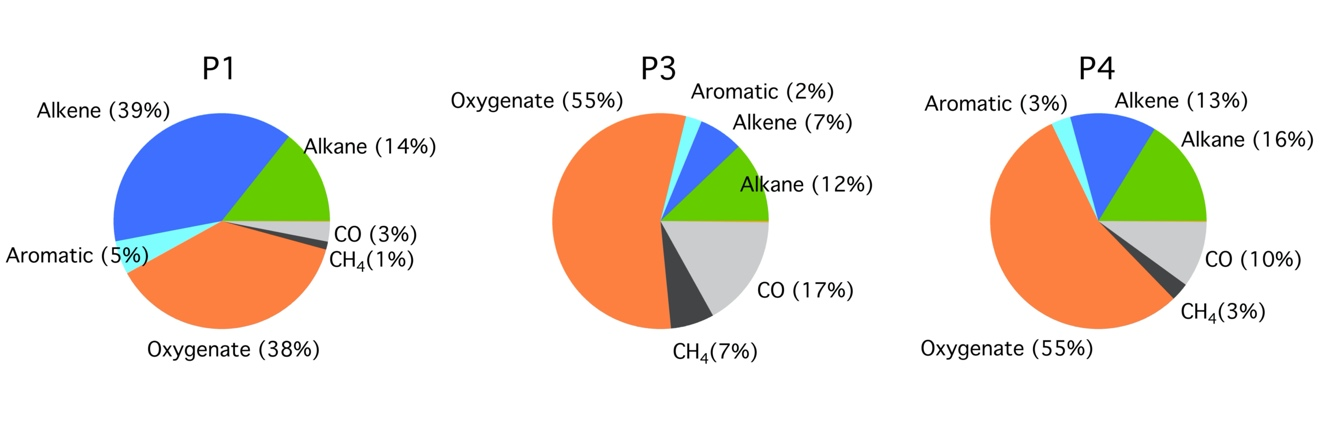 P1
Alkene (39%)
Alkane (14%)
CO (3%)
CH₄(1%)
Aromatic (5%)
Oxygenate (38%)
P3
Oxygenate (55%)
Aromatic (2%)
Alkene (7%)
Alkane (12%)
CO (17%)
CH₄(7%)
P4
Aromatic (3%)
Alkene (13%)
Alkane (16%)
CO (10%)
CH₄(3%)
Oxygenate (55%)